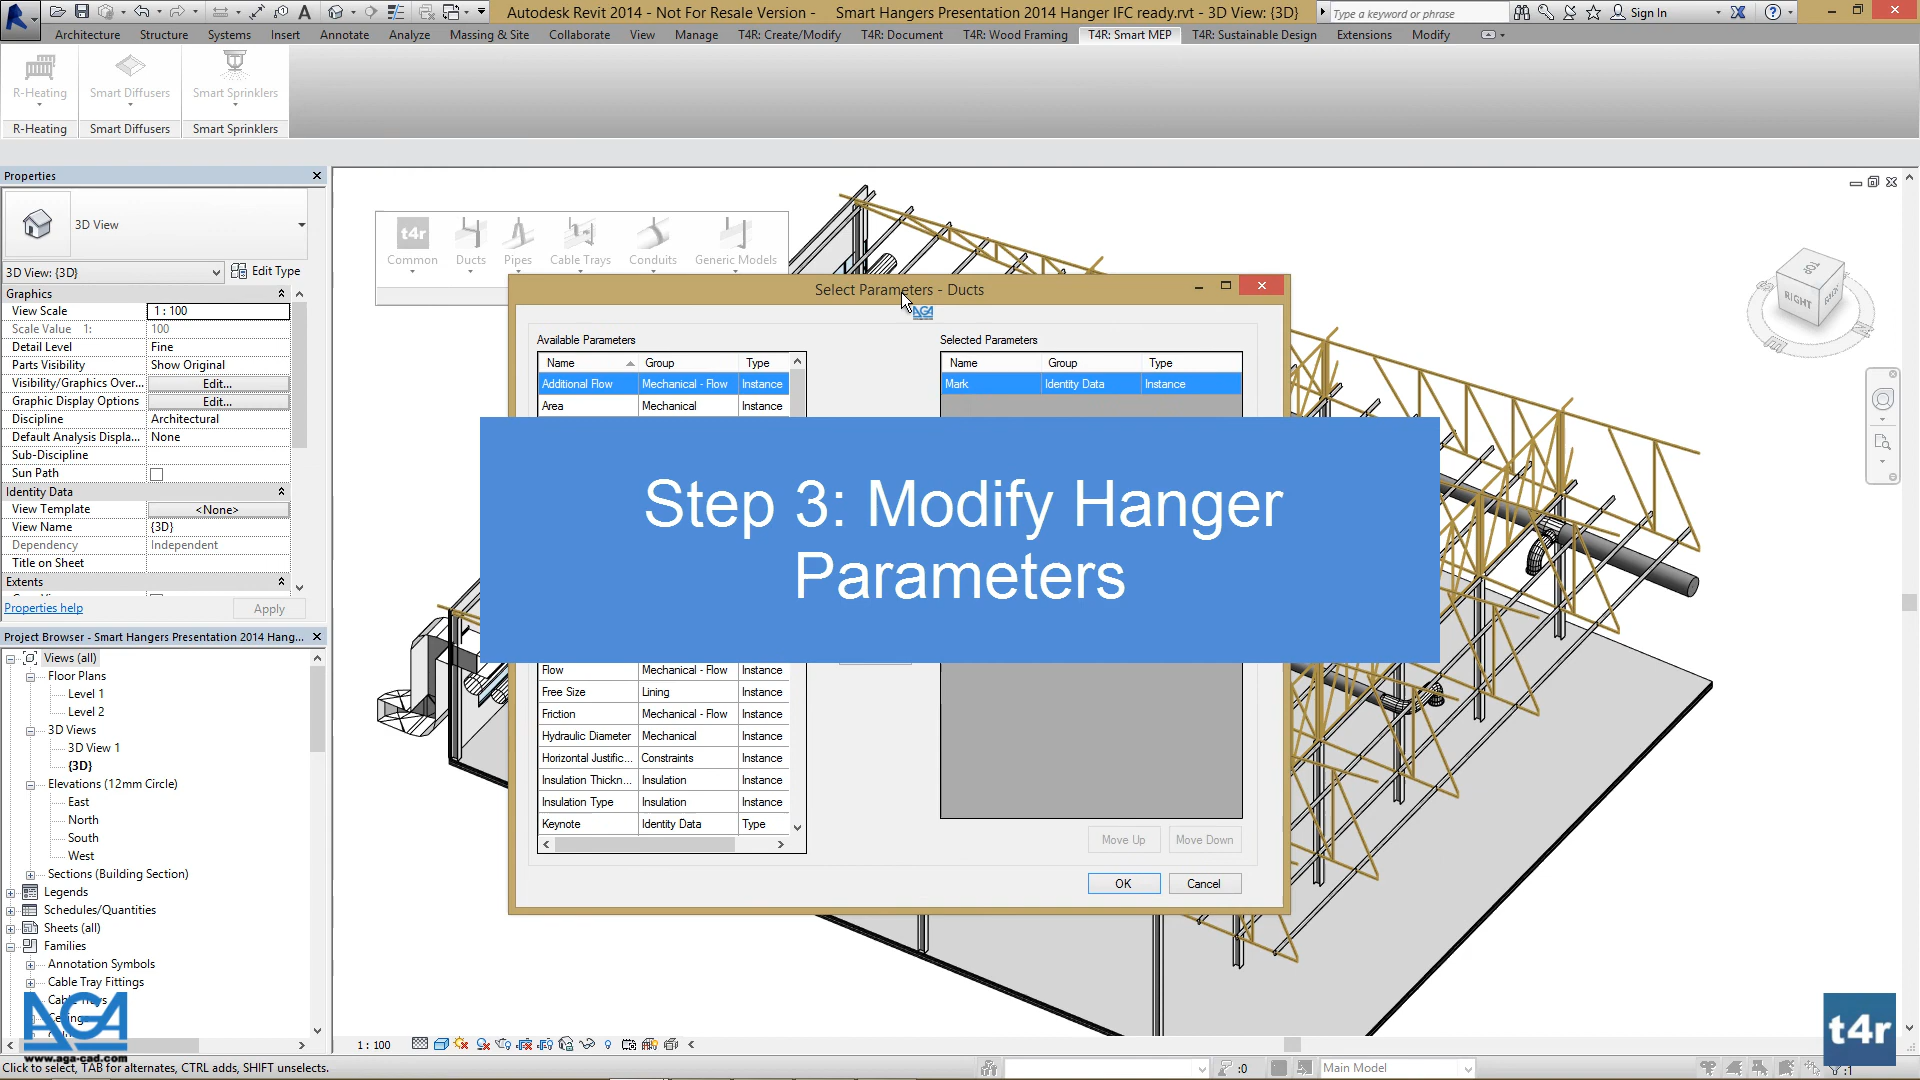 Autodesk Revit 2014 - Not For Resale Version - Smart Hangers Presentation 2014 Hanger IFC ready.rvt - 3D View: {3D}
Type a keyword or phrase
Sign In
Architecture Structure Systems Insert Annotate Analyze Massing & Site Collaborate View Manage T4R: Create/Modify T4R: Document T4R: Wood Framing T4R: Smart MEP T4R: Sustainable Design Extensions Modify
R-Heating Smart Diffusers Smart Sprinklers
R-Heating Smart Diffusers Smart Sprinklers
Properties
3D View
3D View: {3D} Edit Type
Graphics
View Scale 1 : 100
Scale Value 1: 100
Detail Level Fine
Parts Visibility Show Original
Visibility/Graphics Over... Edit...
Graphic Display Options Edit...
Discipline Architectural
Default Analysis Displa... None
Sub-Discipline
Sun Path
Identity Data
View Template <None>
View Name {3D}
Dependency Independent
Title on Sheet
Extents
Properties help Apply
Project Browser - Smart Hangers Presentation 2014 Hang...
Views (all)
Floor Plans
Level 1
Level 2
3D Views
3D View 1
{3D}
Elevations (12mm Circle)
East
North
South
West
Sections (Building Section)
Legends
Schedules/Quantities
Sheets (all)
Families
Annotation Symbols
Cable Tray Fittings
Cable Trays
Ceilings
AGA
www.aga-cad.com
t4r
Common Ducts Pipes Cable Trays Conduits Generic Models
Select Parameters - Ducts
AGA
Available Parameters
Name Group Type
Additional Flow Mechanical - Flow Instance
Area Mechanical Instance
Selected Parameters
Name Group Type
Mark Identity Data Instance
Step 3: Modify Hanger
Parameters
Flow Mechanical - Flow Instance
Free Size Lining Instance
Friction Mechanical - Flow Instance
Hydraulic Diameter Mechanical Instance
Horizontal Justific... Constraints Instance
Insulation Thickn... Insulation Instance
Insulation Type Insulation Instance
Keynote Identity Data Type
Move Up Move Down
OK Cancel
TOP
RIGHT
BACK
1 : 100
Click to select, TAB for alternates, CTRL adds, SHIFT unselects.
:0
Main Model
:1
t4r